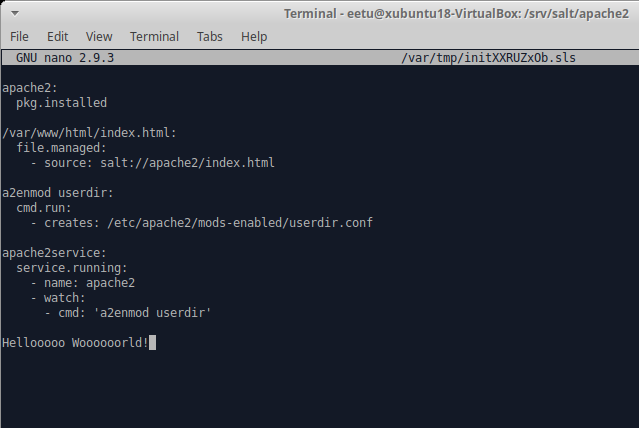 Terminal - eetu@xubuntu18-VirtualBox: /srv/salt/apache2
File Edit View Terminal Tabs Help
GNU nano 2.9.3 /var/tmp/initXXRUZxOb.sls
apache2:
  pkg.installed
/var/www/html/index.html:
  file.managed:
    - source: salt://apache2/index.html
a2enmod userdir:
  cmd.run:
    - creates: /etc/apache2/mods-enabled/userdir.conf
apache2service:
  service.running:
    - name: apache2
    - watch:
      - cmd: 'a2enmod userdir'
Hellooooo Woooooorld!